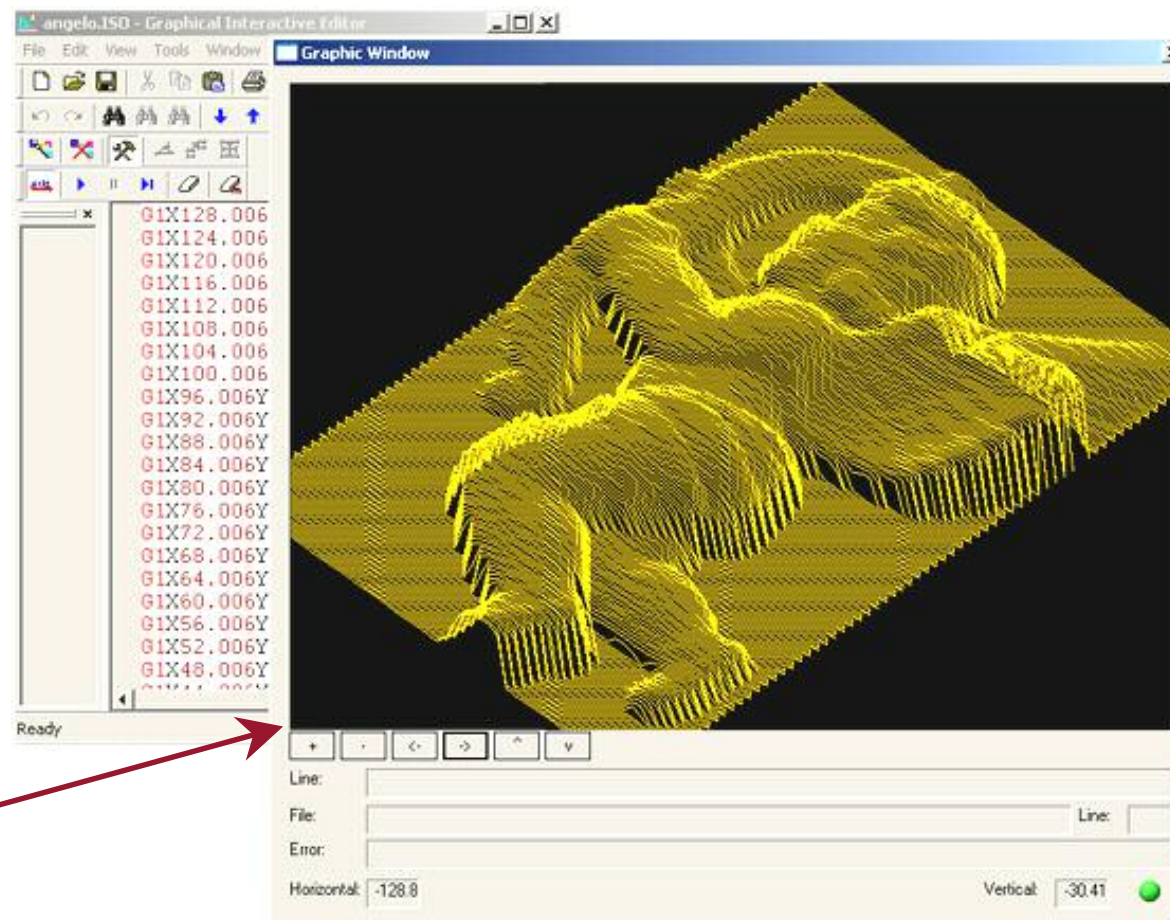 angelo.ISO - Graphical Interactive Editor
File Edit View Tools Window
Graphic Window
G1X128.006
G1X124.006
G1X120.006
G1X116.006
G1X112.006
G1X108.006
G1X104.006
G1X100.006
G1X96.006Y
G1X92.006Y
G1X88.006Y
G1X84.006Y
G1X80.006Y
G1X76.006Y
G1X72.006Y
G1X68.006Y
G1X64.006Y
G1X60.006Y
G1X56.006Y
G1X52.006Y
G1X48.006Y
Ready
+ - <- -> ^ v
Line:
File: Line:
Error:
Horizontal: -128.8 Vertical: -30.41